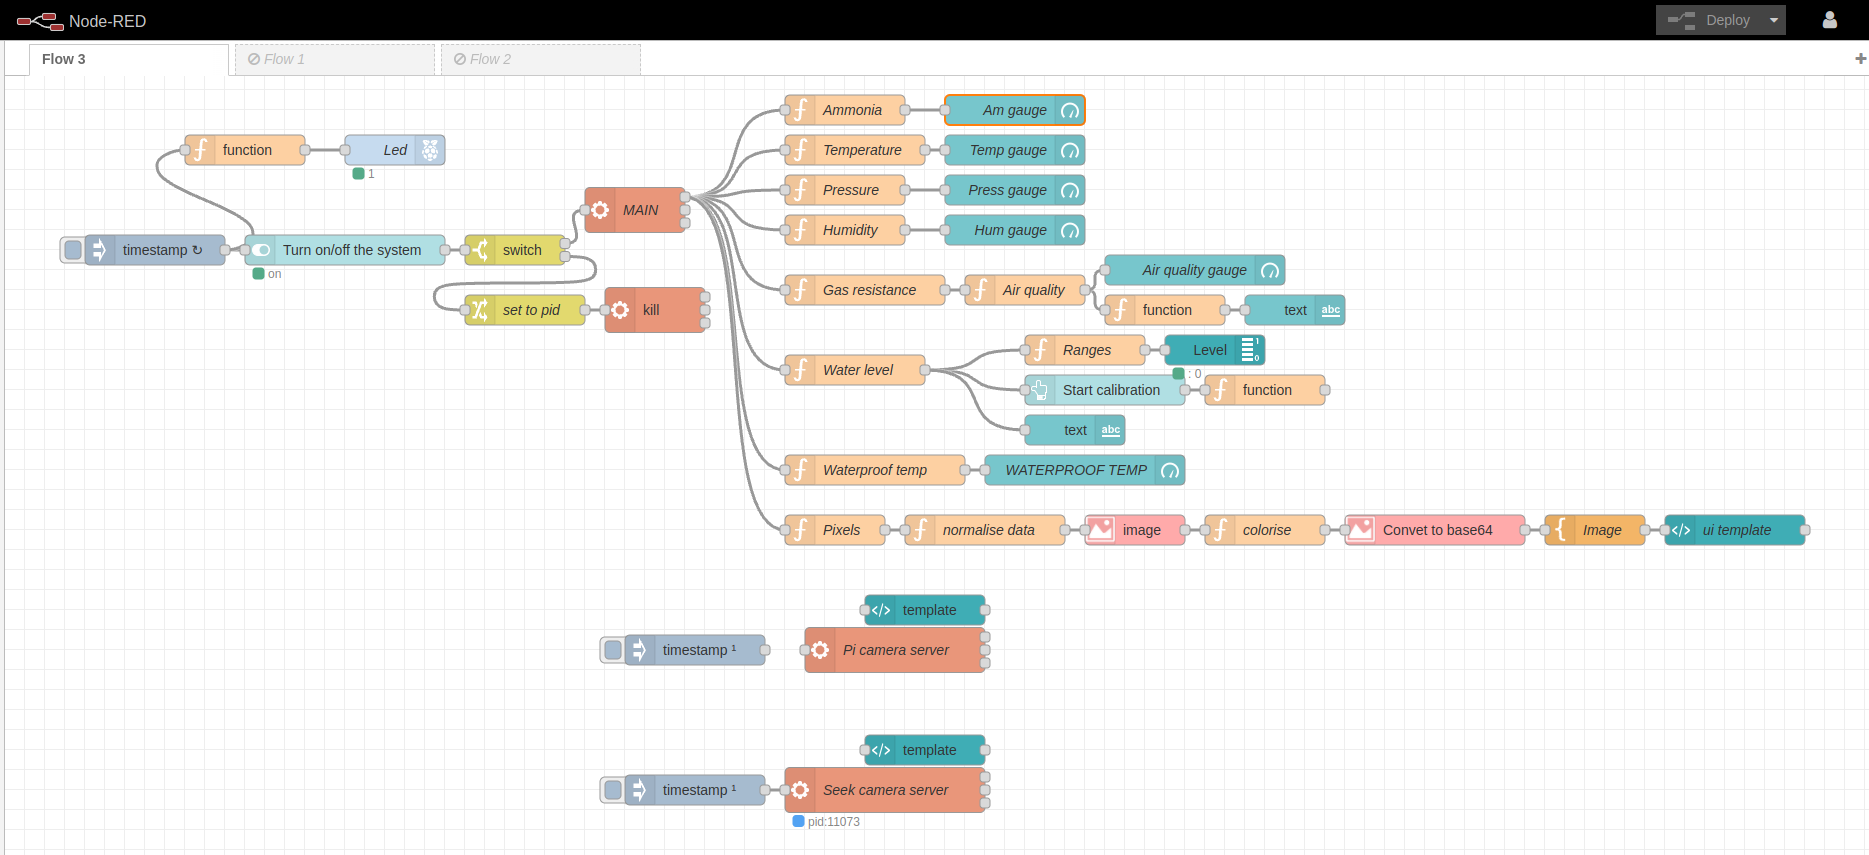 Node-RED
Deploy
Flow 3
Flow 1
Flow 2
Ammonia
Am gauge
function
Led
1
Temperature
Temp gauge
Pressure
Press gauge
MAIN
Humidity
Hum gauge
timestamp ↻
Turn on/off the system
on
switch
Gas resistance
Air quality
Air quality gauge
function
text
abc
set to pid
kill
Ranges
Level
1
0
: 0
Water level
Start calibration
function
text
abc
Waterproof temp
WATERPROOF TEMP
Pixels
normalise data
image
colorise
Convet to base64
Image
ui template
template
timestamp ¹
Pi camera server
template
timestamp ¹
Seek camera server
pid:11073